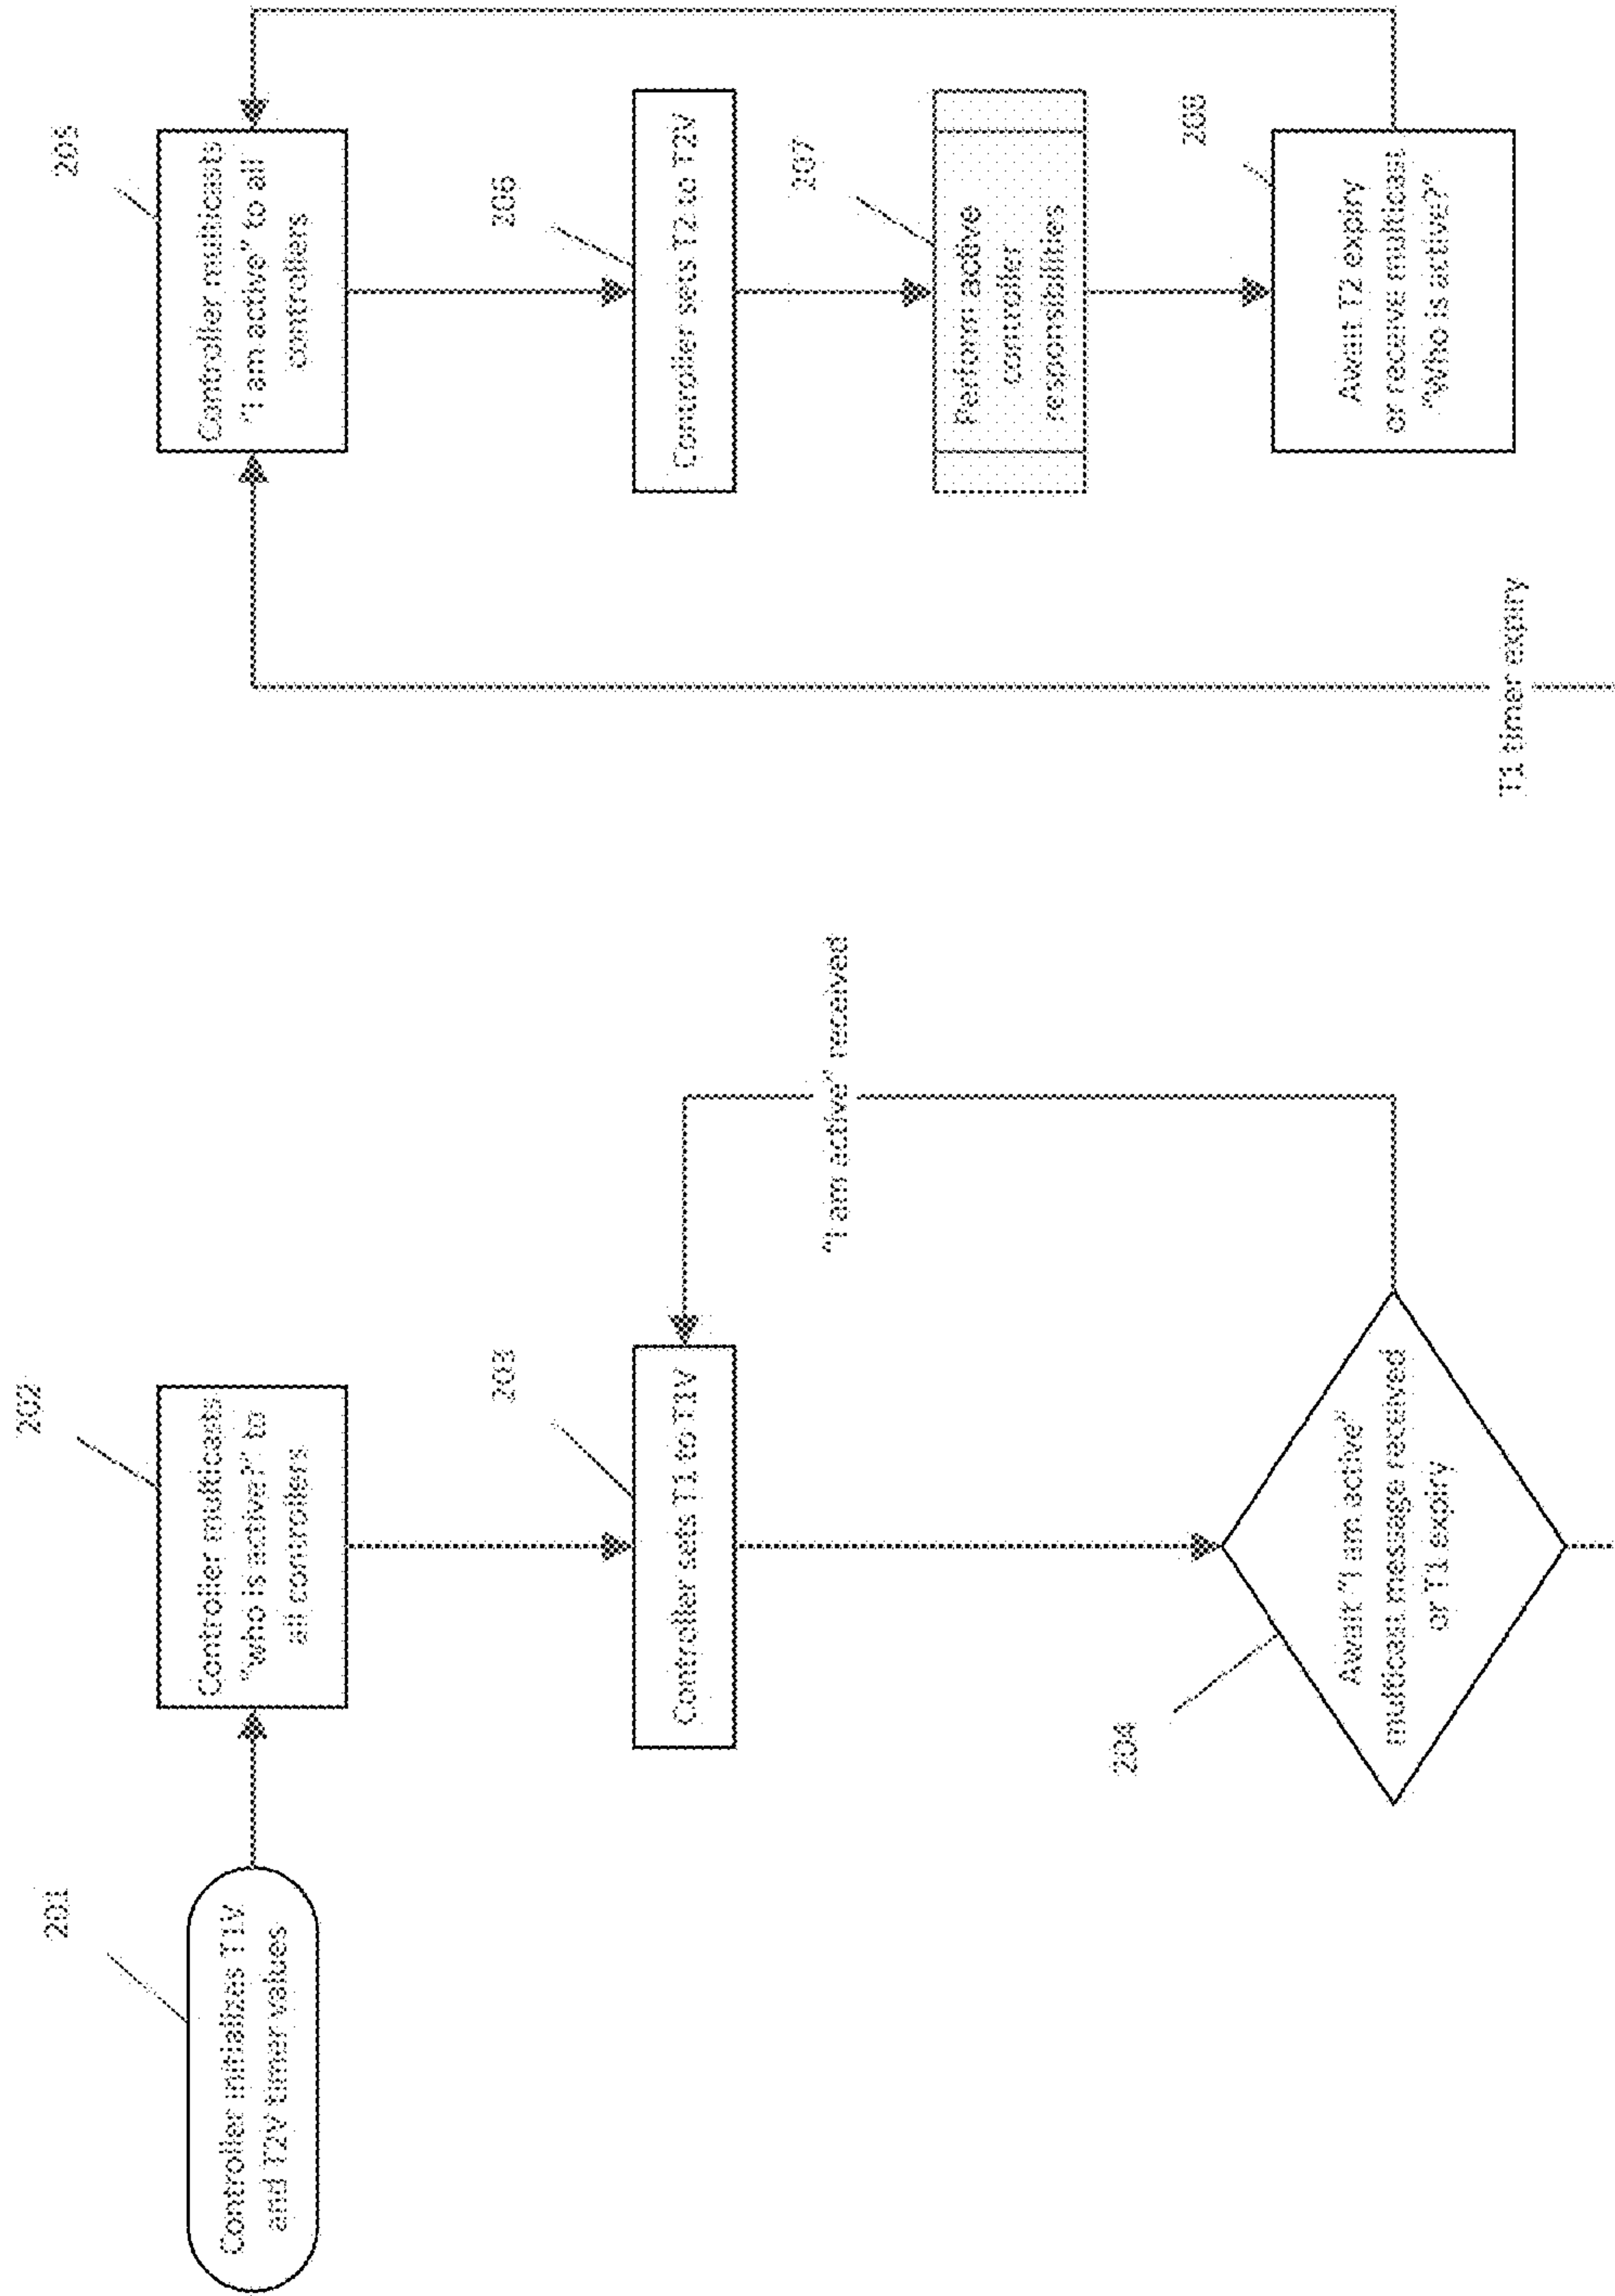 201
Controller initializes T1V
and T2V timer values
202
Controller multicasts
"who is active?" to
all controllers
203
Controller sets T1 to T1V
204
Await "I am active"
multicast message received
or T1 expiry
"I am active" received
T1 timer expiry
205
Controller multicasts
"I am active" to all
controllers
206
Controller sets T2 to T2V
207
Perform active
controller
responsibilities
208
Await T2 expiry
or receive multicast
"Who is active?"